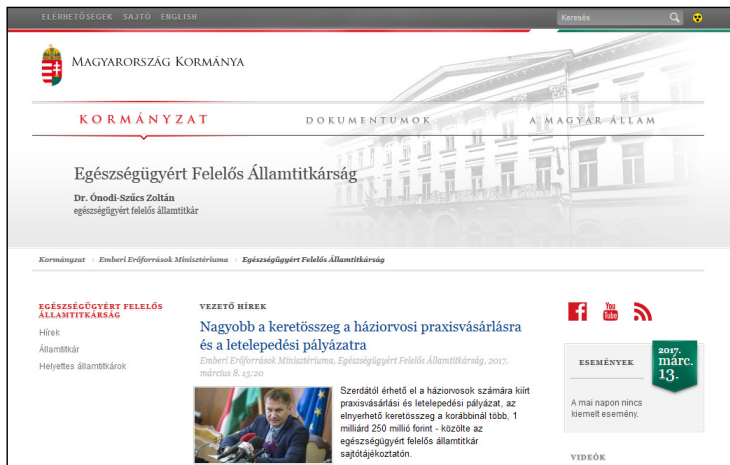 ELÉRHETŐSÉGEK SAJTÓ ENGLISH
Keresés
MAGYARORSZÁG KORMÁNYA
KORMÁNYZAT DOKUMENTUMOK A MAGYAR ÁLLAM
Egészségügyért Felelős Államtitkárság
Dr. Ónodi-Szűcs Zoltán
egészségügyért felelős államtitkár
Kormányzat › Emberi Erőforrások Minisztériuma › Egészségügyért Felelős Államtitkárság
EGÉSZSÉGÜGYÉRT FELELŐS
ÁLLAMTITKÁRSÁG
Hírek
Államtitkár
Helyettes államtitkárok
VEZETŐ HÍREK
Nagyobb a keretösszeg a háziorvosi praxisvásárlásra
és a letelepedési pályázatra
Emberi Erőforrások Minisztériuma, Egészségügyért Felelős Államtitkárság, 2017.
március 8. 13:20
Szerdától érhető el a háziorvosok számára kiírt
praxisvásárlási és letelepedési pályázat, az
elnyerhető keretösszeg a korábbinál több, 1
milliárd 250 millió forint - közölte az
egészségügyért felelős államtitkár
sajtótájékoztatón.
You
Tube
ESEMÉNYEK
2017.
márc.
13.
A mai napon nincs
kiemelt esemény.
VIDEÓK